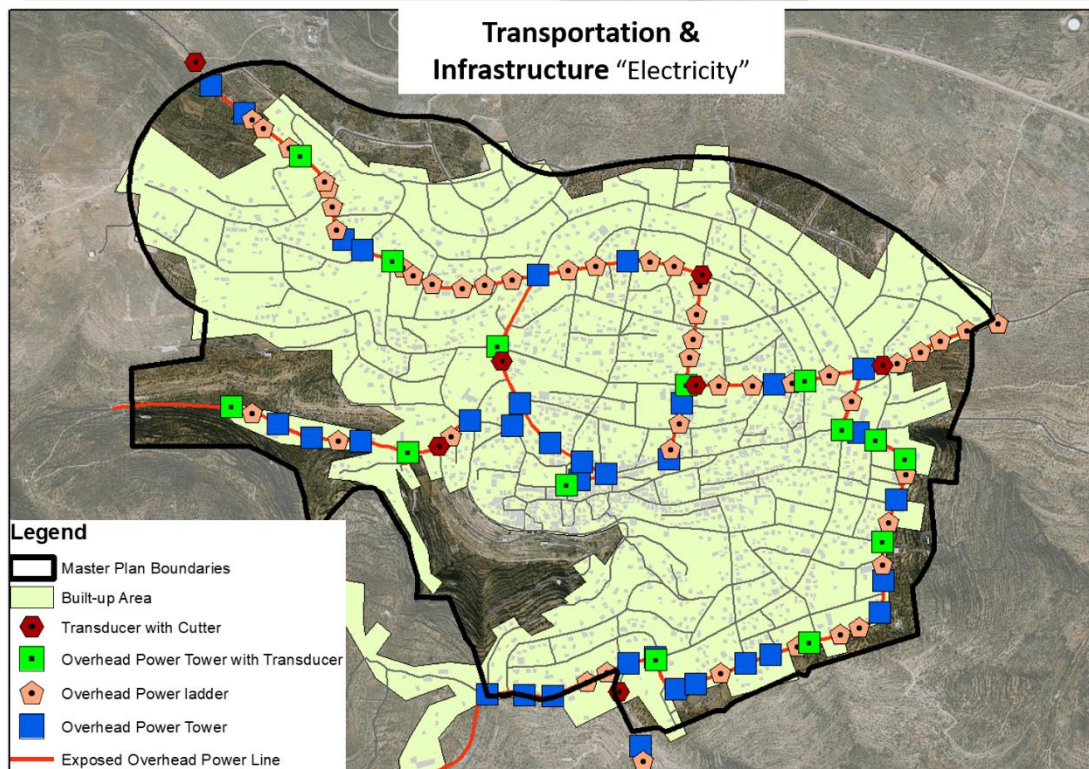 Transportation &
Infrastructure "Electricity"
Legend
Master Plan Boundaries
Built-up Area
Transducer with Cutter
Overhead Power Tower with Transducer
Overhead Power ladder
Overhead Power Tower
Exposed Overhead Power Line